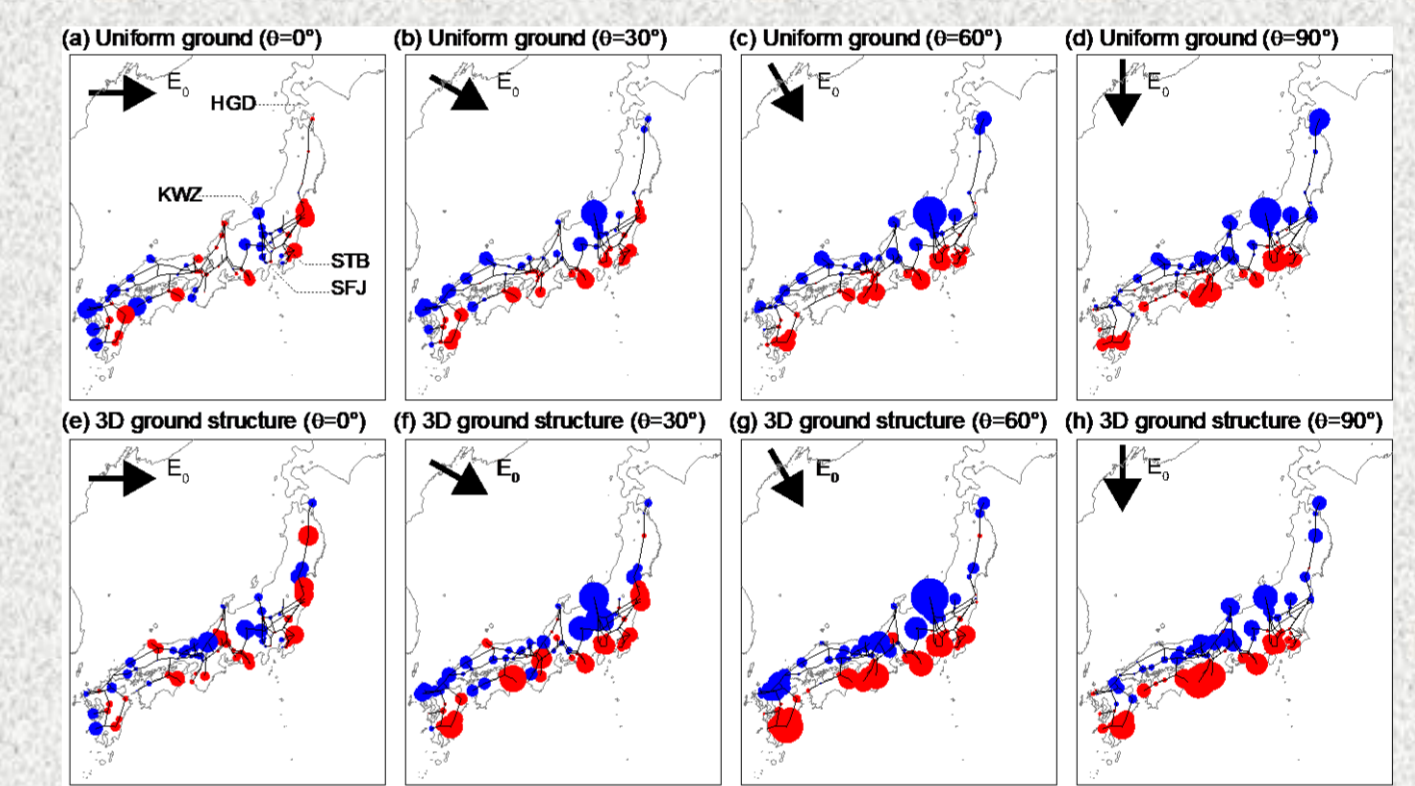 (a) Uniform ground (θ=0°)
(b) Uniform ground (θ=30°)
(c) Uniform ground (θ=60°)
(d) Uniform ground (θ=90°)
E₀
HGD
KWZ
STB
SFJ
E₀
E₀
E₀
(e) 3D ground structure (θ=0°)
(f) 3D ground structure (θ=30°)
(g) 3D ground structure (θ=60°)
(h) 3D ground structure (θ=90°)
E₀
E₀
E₀
E₀